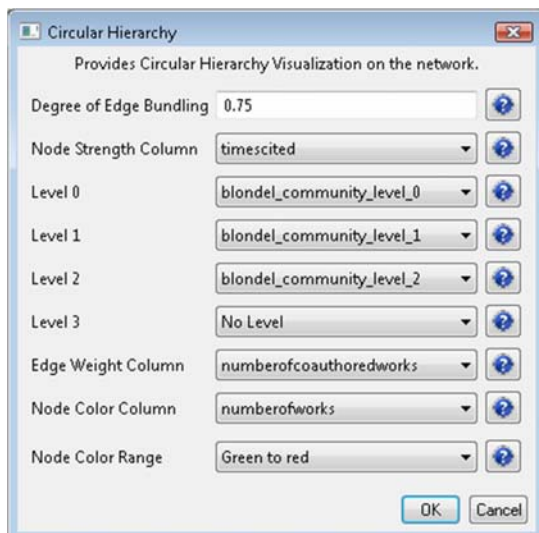 Circular Hierarchy
Provides Circular Hierarchy Visualization on the network.
Degree of Edge Bundling 0.75
Node Strength Column timescited
Level 0 blondel_community_level_0
Level 1 blondel_community_level_1
Level 2 blondel_community_level_2
Level 3 No Level
Edge Weight Column numberofcoauthoredworks
Node Color Column numberofworks
Node Color Range Green to red
OK Cancel